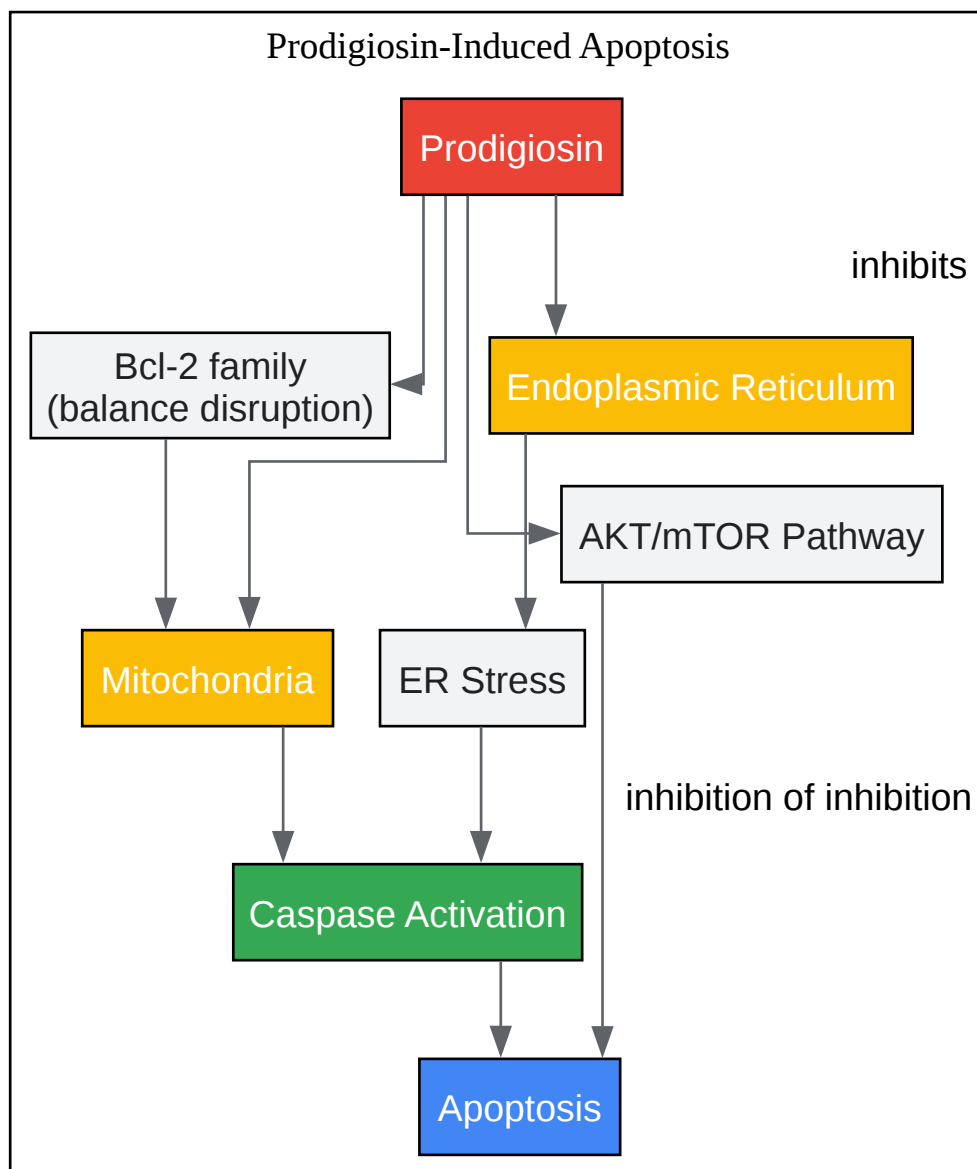 Prodigiosin-Induced Apoptosis
Prodigiosin
inhibits
Bcl-2 family
(balance disruption)
Endoplasmic Reticulum
AKT/mTOR Pathway
Mitochondria
ER Stress
inhibition of inhibition
Caspase Activation
Apoptosis